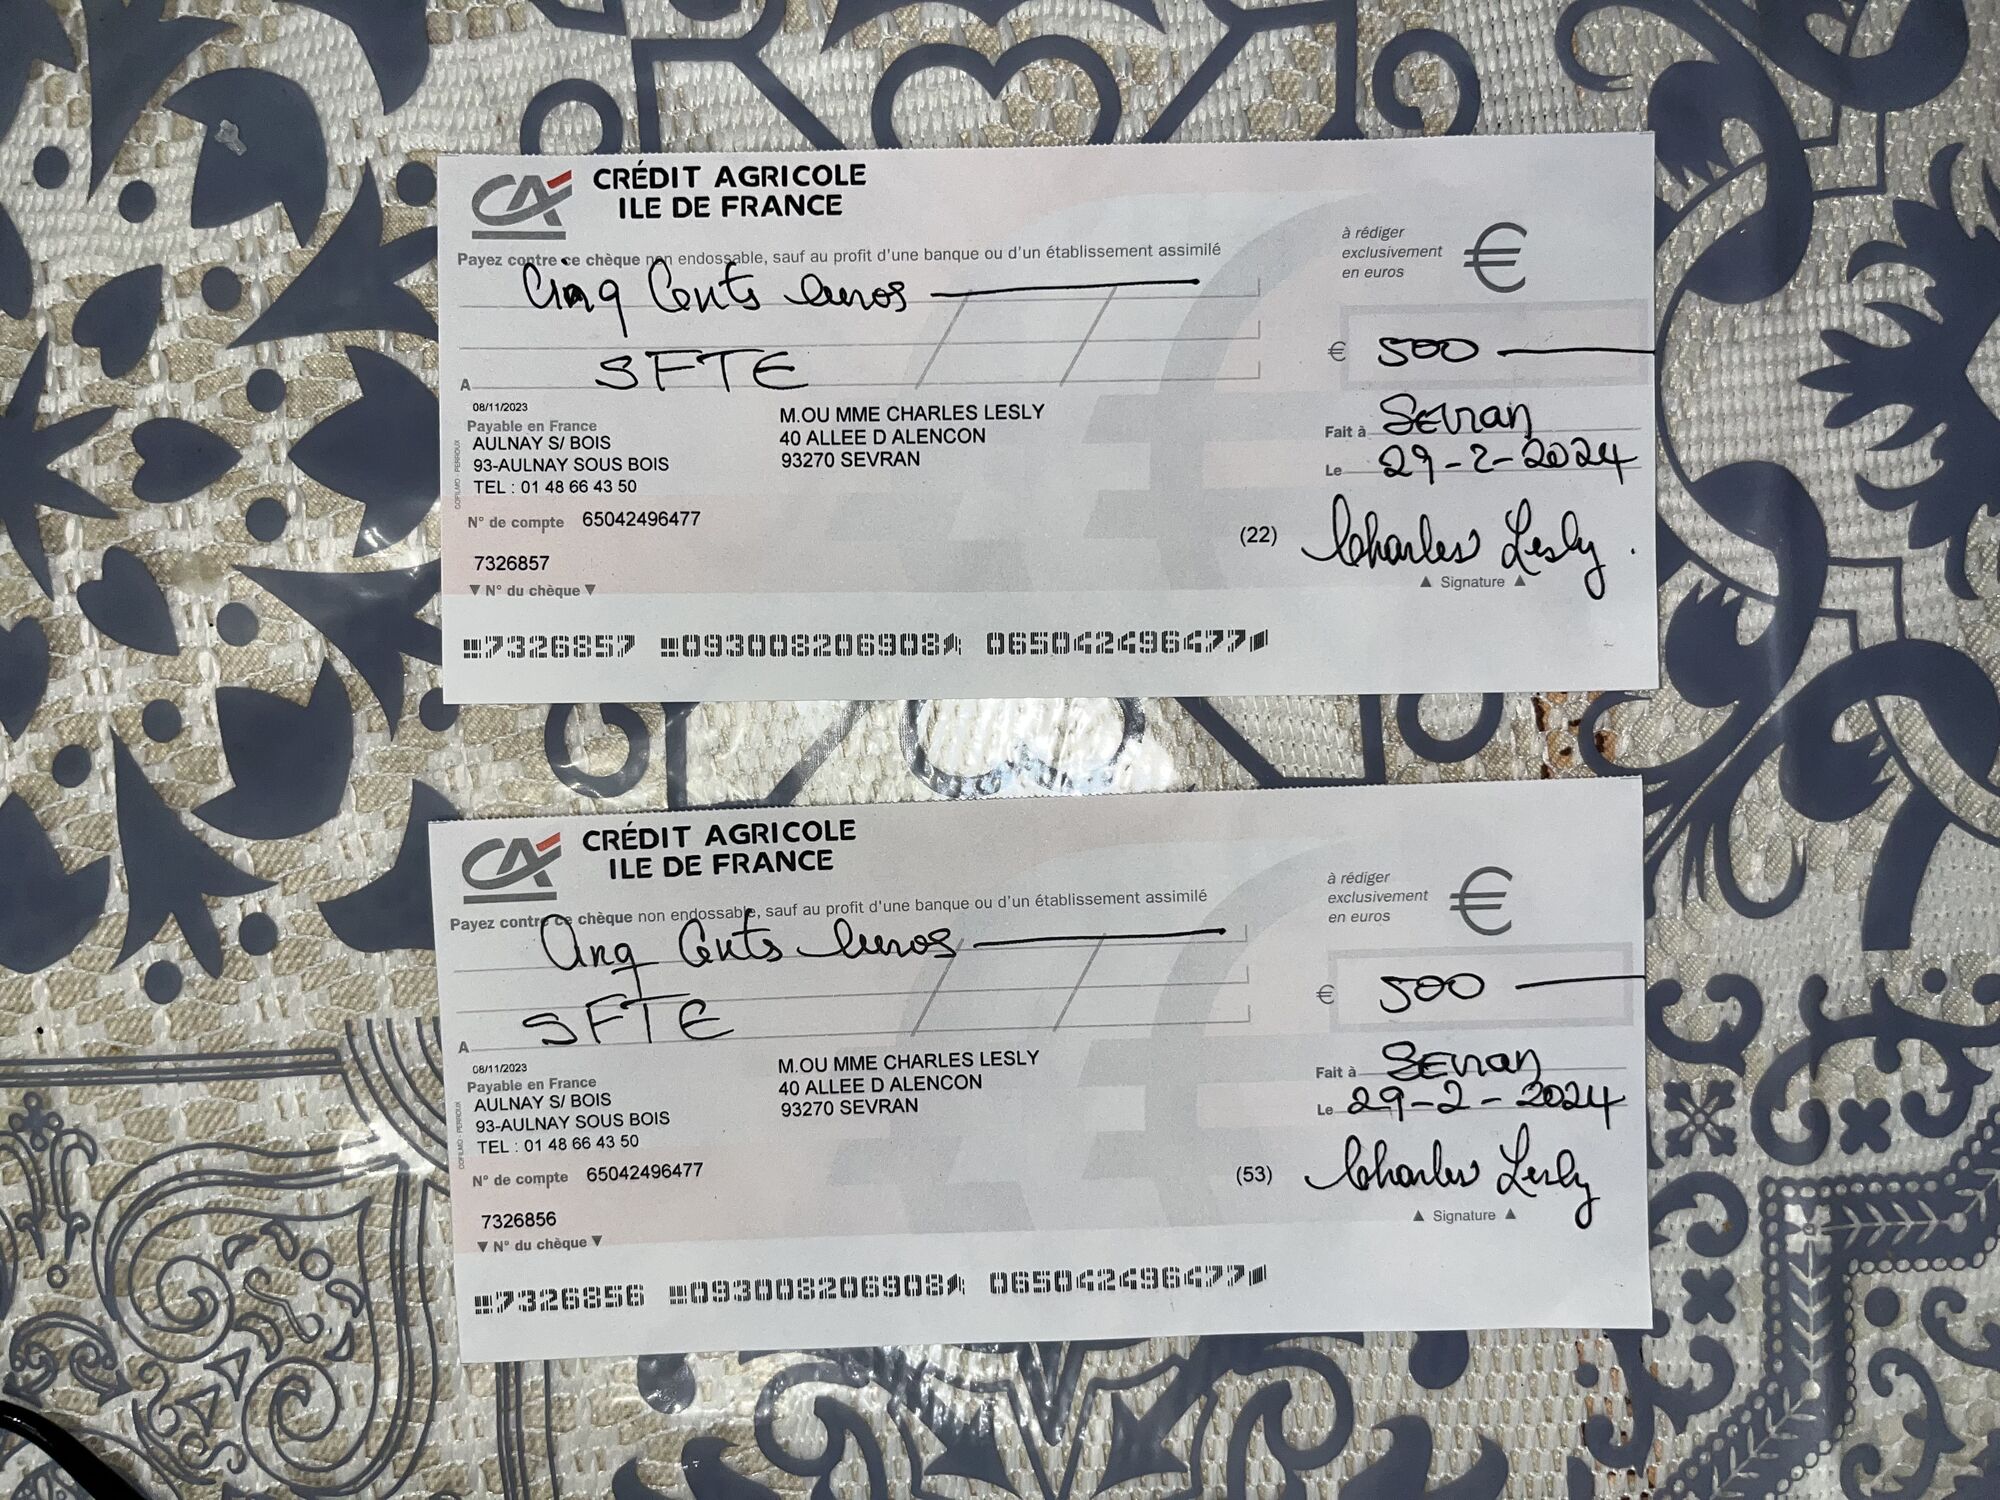 CA CRÉDIT AGRICOLE
ILE DE FRANCE
Payez contre ce chèque non endossable, sauf au profit d'une banque ou d'un établissement assimilé
à rédiger
exclusivement
en euros
€
Cinq Cents euros
A SFTE
€ 500
08/11/2023
Payable en France
AULNAY S/ BOIS
93-AULNAY SOUS BOIS
TEL : 01 48 66 43 50
M.OU MME CHARLES LESLY
40 ALLEE D ALENCON
93270 SEVRAN
Fait à Sevran
Le 29-2-2024
N° de compte 65042496477
(22) Charles Lesly.
▲ Signature ▲
7326857
▼ N° du chèque ▼
COFILMO - PERROUX
7326857 093008206908 065042496477
CA CRÉDIT AGRICOLE
ILE DE FRANCE
Payez contre ce chèque non endossable, sauf au profit d'une banque ou d'un établissement assimilé
à rédiger
exclusivement
en euros
€
Cinq Cents euros
A SFTE
€ 500
08/11/2023
Payable en France
AULNAY S/ BOIS
93-AULNAY SOUS BOIS
TEL : 01 48 66 43 50
M.OU MME CHARLES LESLY
40 ALLEE D ALENCON
93270 SEVRAN
Fait à Sevran
Le 29-2-2024
N° de compte 65042496477
(53) Charles Lesly
▲ Signature ▲
7326856
▼ N° du chèque ▼
COFILMO - PERROUX
7326856 093008206908 065042496477